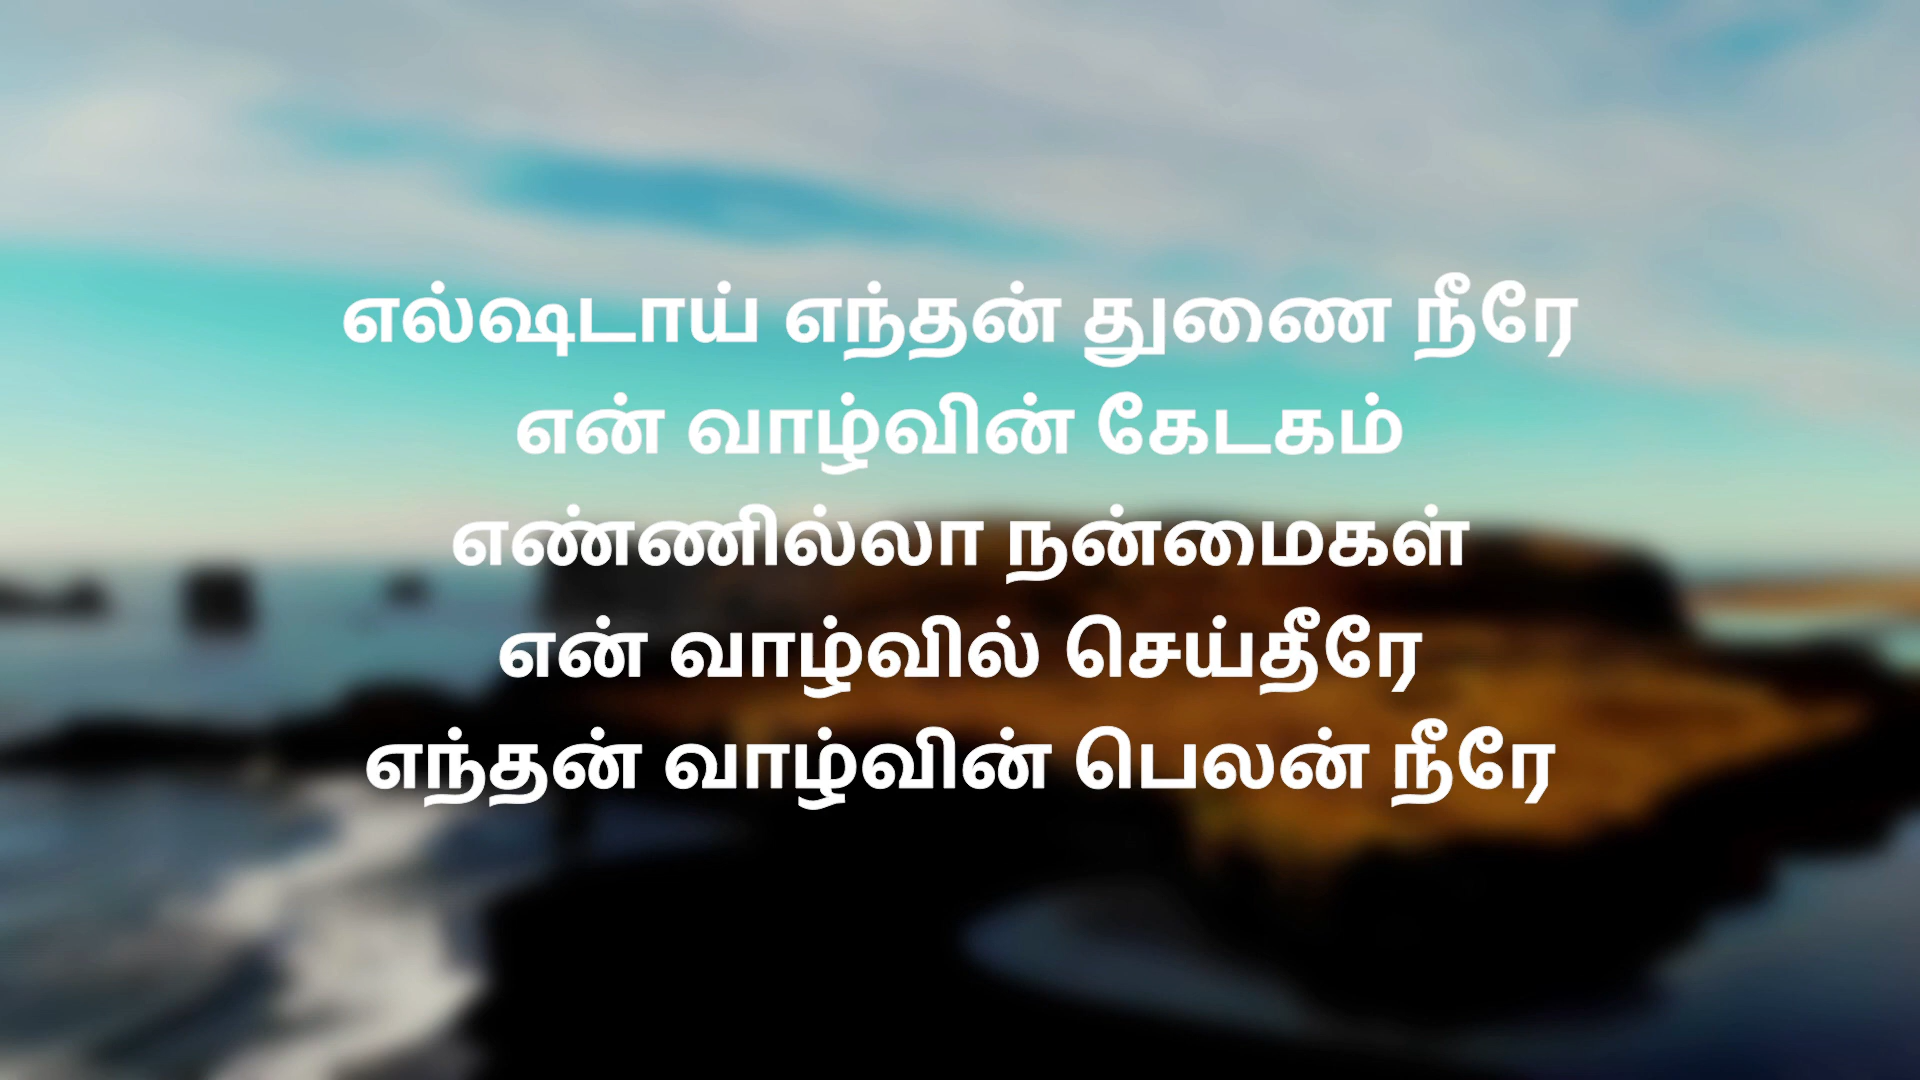 எல்ஷடாய் எந்தன் துணை நீரே
என் வாழ்வின் கேடகம்
எண்ணில்லா நன்மைகள்
என் வாழ்வில் செய்தீரே
எந்தன் வாழ்வின் பெலன் நீரே